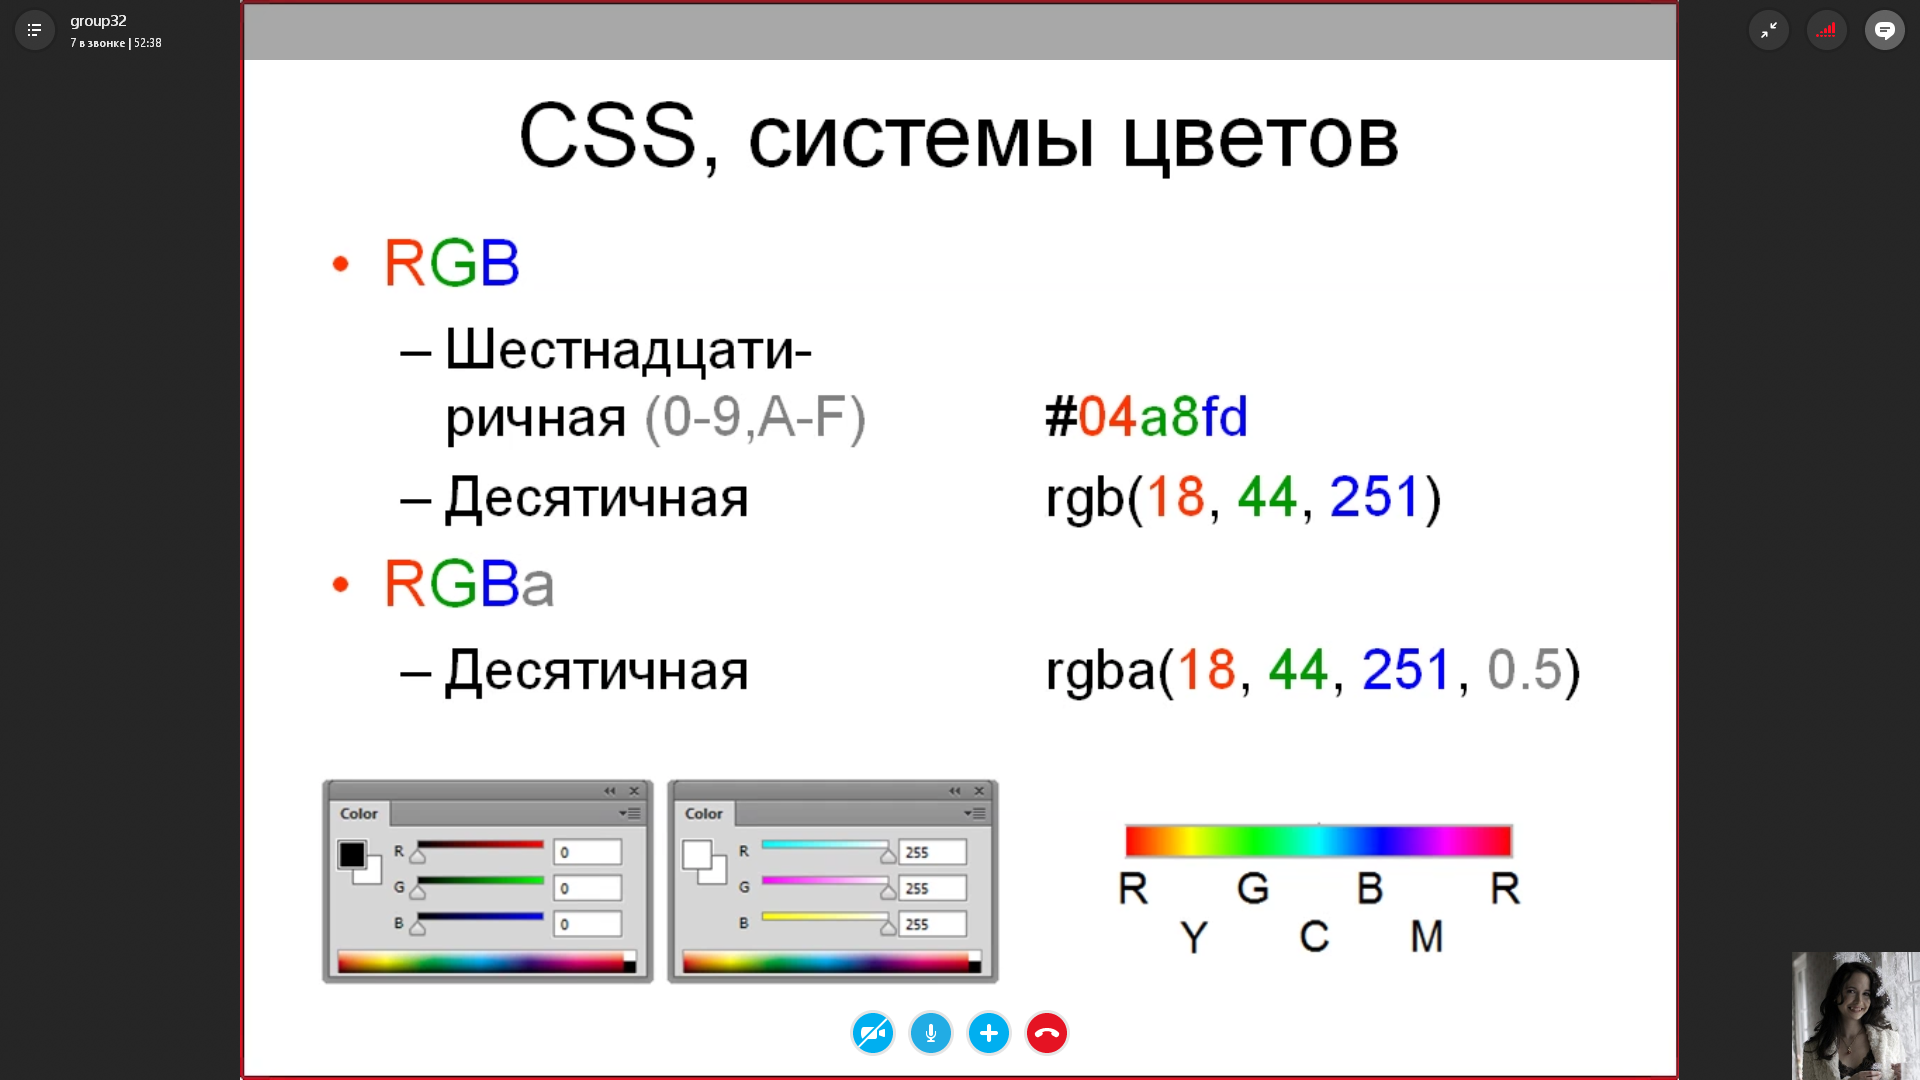 group32
7 в звонке | 52:38
CSS, системы цветов
• RGB
– Шестнадцати-
ричная (0-9,A-F) #04a8fd
– Десятичная rgb(18, 44, 251)
• RGBa
– Десятичная rgba(18, 44, 251, 0.5)
Color
R 0
G 0
B 0
Color
R 255
G 255
B 255
R G B R
Y C M